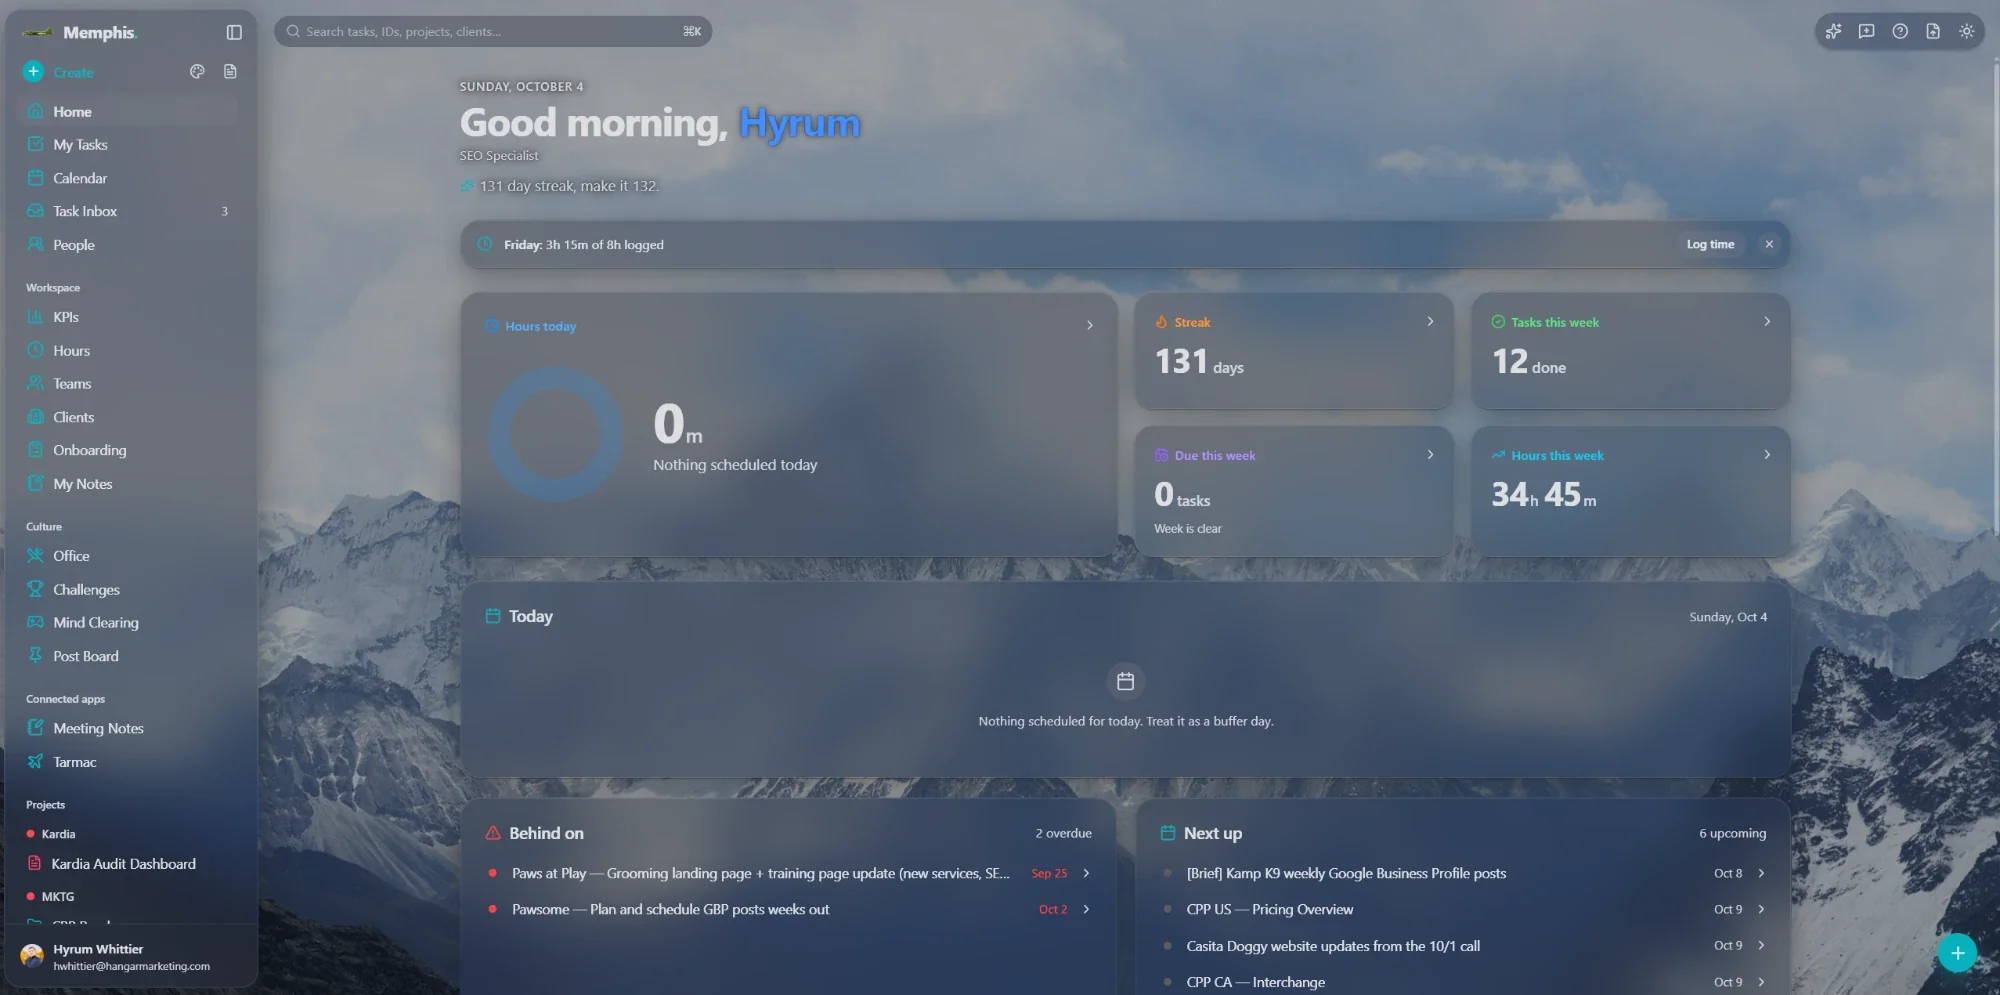 Memphis.
Search tasks, IDs, projects, clients...
⌘K
Create
Home
My Tasks
Calendar
Task Inbox
3
People
Workspace
KPIs
Hours
Teams
Clients
Onboarding
My Notes
Culture
Office
Challenges
Mind Clearing
Post Board
Connected apps
Meeting Notes
Tarmac
Projects
Kardia
Kardia Audit Dashboard
MKTG
Hyrum Whittier
hwhittier@hangarmarketing.com
SUNDAY, OCTOBER 4
Good morning, Hyrum
SEO Specialist
131 day streak, make it 132.
Friday: 3h 15m of 8h logged
Log time
Hours today
0m
Nothing scheduled today
Streak
131 days
Tasks this week
12 done
Due this week
0 tasks
Week is clear
Hours this week
34h 45m
Today
Sunday, Oct 4
Nothing scheduled for today. Treat it as a buffer day.
Behind on
2 overdue
Paws at Play — Grooming landing page + training page update (new services, SE...
Sep 25
Pawsome — Plan and schedule GBP posts weeks out
Oct 2
Next up
6 upcoming
[Brief] Kamp K9 weekly Google Business Profile posts
Oct 8
CPP US — Pricing Overview
Oct 9
Casita Doggy website updates from the 10/1 call
Oct 9
CPP CA — Interchange
Oct 9